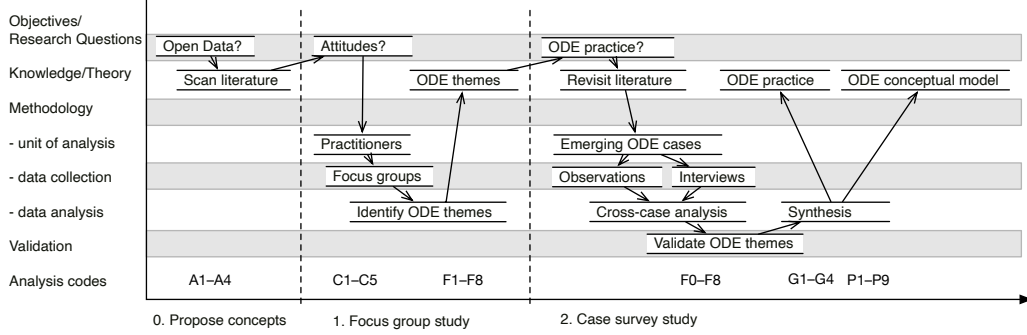 Objectives/
Research Questions
Open Data?
Attitudes?
ODE practice?
Knowledge/Theory
Scan literature
ODE themes
Revisit literature
ODE practice
ODE conceptual model
Methodology
- unit of analysis
Practitioners
Emerging ODE cases
- data collection
Focus groups
Observations
Interviews
- data analysis
Identify ODE themes
Cross-case analysis
Synthesis
Validation
Validate ODE themes
Analysis codes
A1–A4
C1–C5
F1–F8
F0–F8
G1–G4
P1–P9
0. Propose concepts
1. Focus group study
2. Case survey study